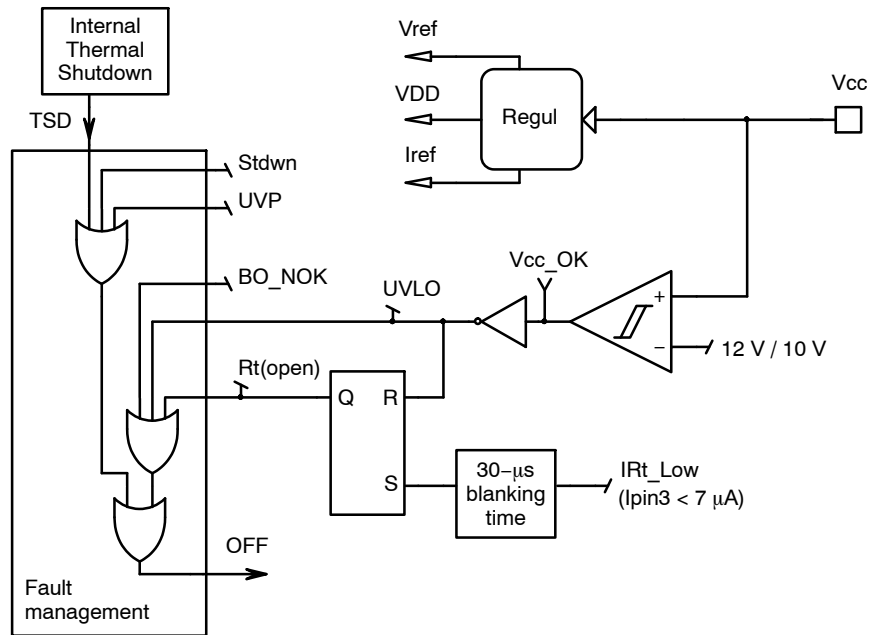 Internal
Thermal
Shutdown
TSD
Vref
VDD
Iref
Regul
Vcc
Stdwn
UVP
BO_NOK
UVLO
Vcc_OK
+
−
12 V / 10 V
Rt(open)
Q
R
S
30−μs
blanking
time
IRt_Low
(Ipin3 < 7 μA)
OFF
Fault
management